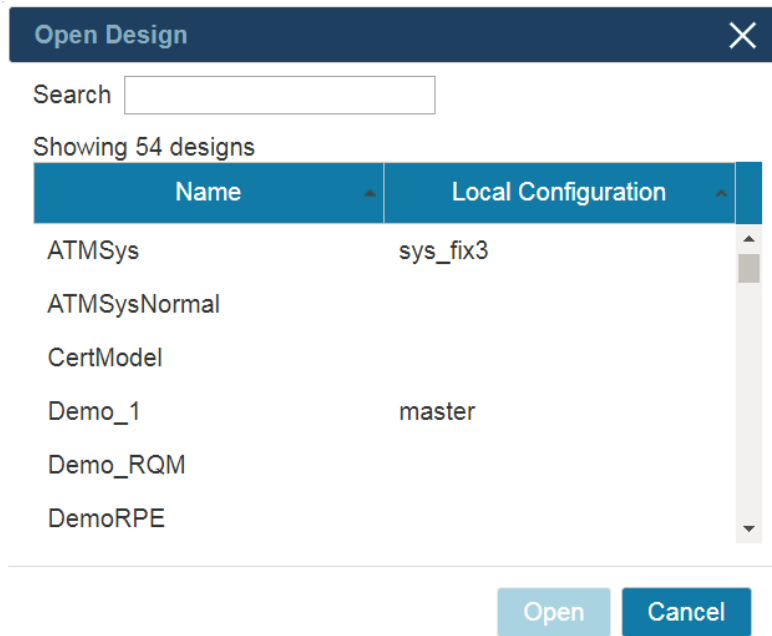 Open Design
Search
Showing 54 designs
Name Local Configuration
ATMSys sys_fix3
ATMSysNormal
CertModel
Demo_1 master
Demo_RQM
DemoRPE
Open Cancel